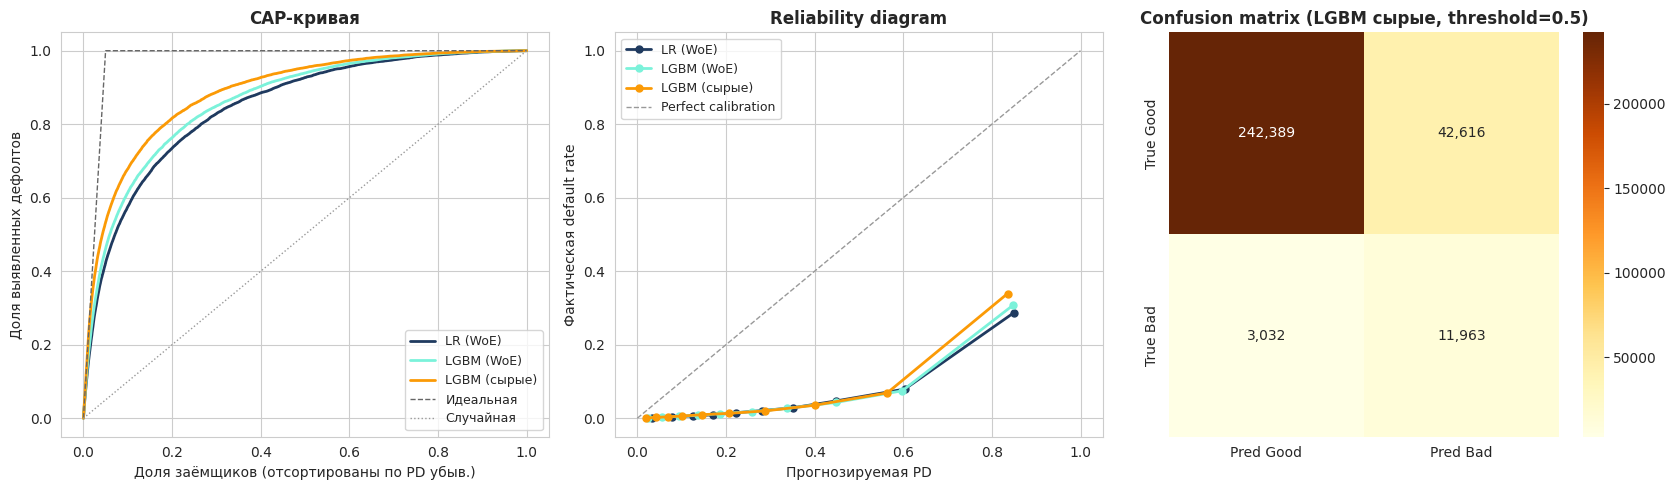 CAP-кривая
Доля выявленных дефолтов
1.0
0.8
0.6
0.4
0.2
0.0
0.0 0.2 0.4 0.6 0.8 1.0
Доля заёмщиков (отсортированы по PD убыв.)
LR (WoE)
LGBM (WoE)
LGBM (сырые)
Идеальная
Случайная
Reliability diagram
Фактическая default rate
1.0
0.8
0.6
0.4
0.2
0.0
0.0 0.2 0.4 0.6 0.8 1.0
Прогнозируемая PD
LR (WoE)
LGBM (WoE)
LGBM (сырые)
Perfect calibration
Confusion matrix (LGBM сырые, threshold=0.5)
True Good
242,389 42,616
True Bad
3,032 11,963
Pred Good Pred Bad
200000
150000
100000
50000